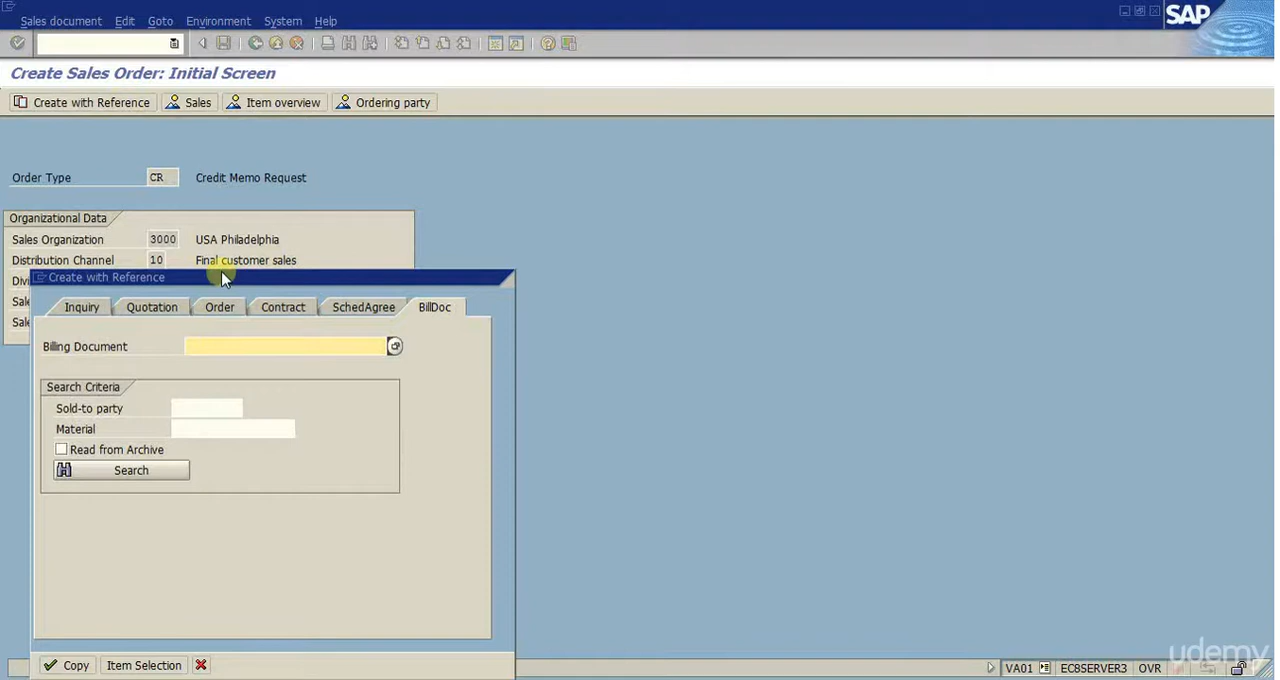 Sales document Edit Goto Environment System Help
SAP
Create Sales Order: Initial Screen
Create with Reference Sales Item overview Ordering party
Order Type CR Credit Memo Request
Organizational Data
Sales Organization 3000 USA Philadelphia
Distribution Channel 10 Final customer sales
Create with Reference
Inquiry Quotation Order Contract SchedAgree BillDoc
Billing Document
Search Criteria
Sold-to party
Material
Read from Archive
Search
Copy Item Selection
VA01 EC8SERVER3 OVR
udemy